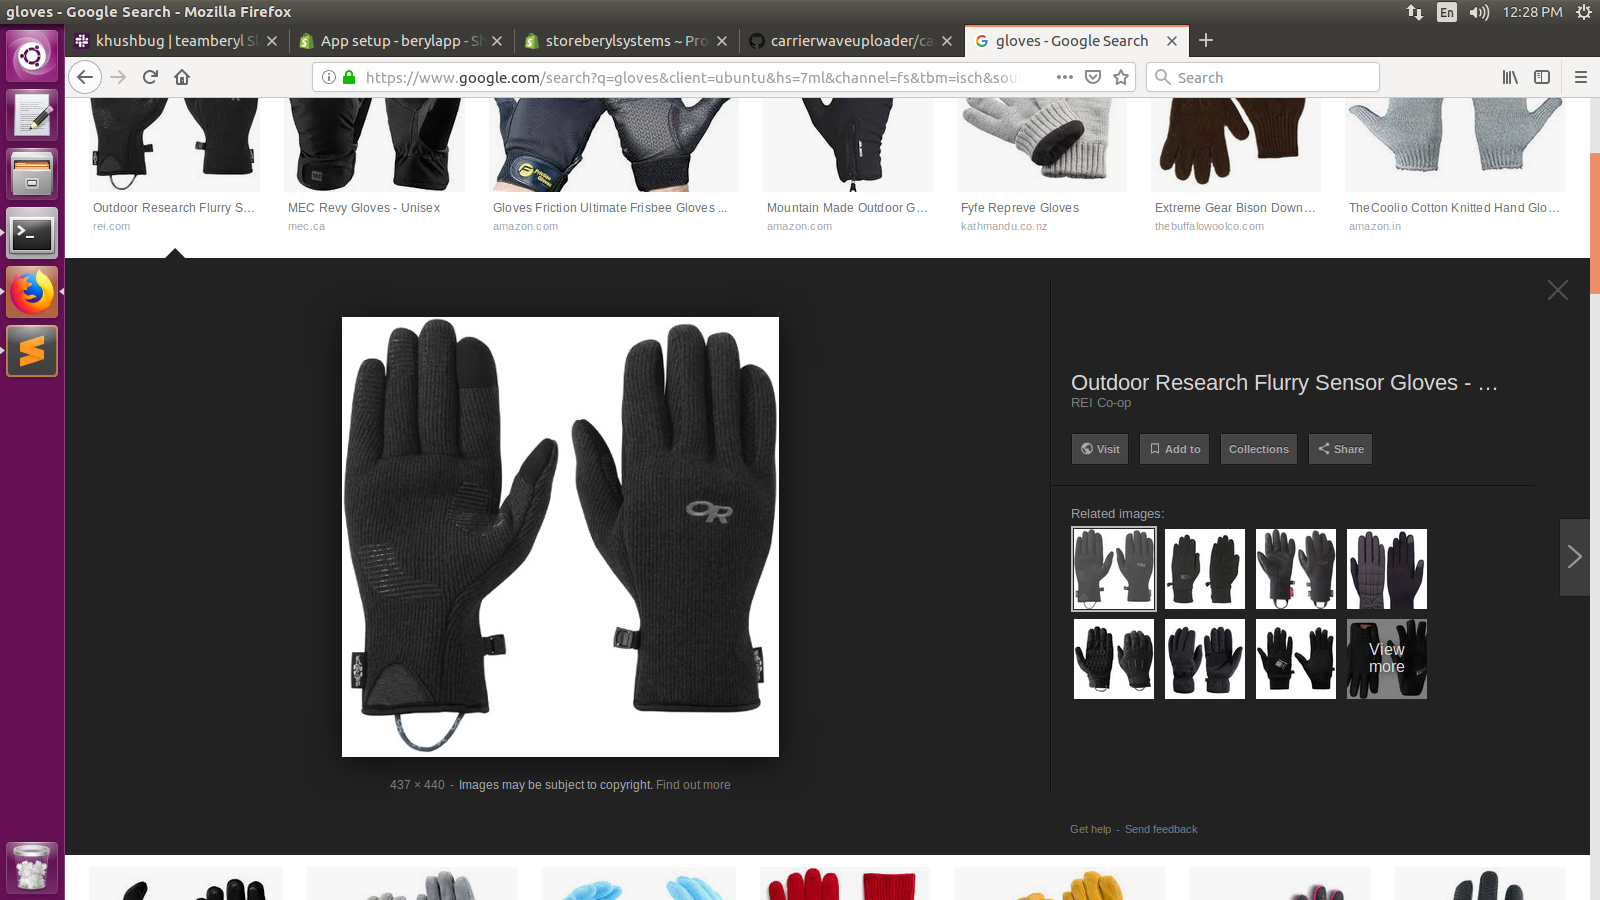 gloves - Google Search - Mozilla Firefox
En
12:28 PM
khushbug | teamberyl Sl
App setup - berylapp - Sh
storeberylsystems ~ Pro
carrierwaveuploader/ca
gloves - Google Search
https://www.google.com/search?q=gloves&client=ubuntu&hs=7ml&channel=fs&tbm=isch&sour
Search
Outdoor Research Flurry S...
rei.com
MEC Revy Gloves - Unisex
mec.ca
Gloves Friction Ultimate Frisbee Gloves ...
amazon.com
Mountain Made Outdoor G...
amazon.com
Fyfe Repreve Gloves
kathmandu.co.nz
Extreme Gear Bison Down...
thebuffalowoolco.com
TheCoolio Cotton Knitted Hand Glo...
amazon.in
OR
437 × 440 - Images may be subject to copyright. Find out more
Outdoor Research Flurry Sensor Gloves - ...
REI Co-op
Visit
Add to
Collections
Share
Related images:
View
more
Get help - Send feedback